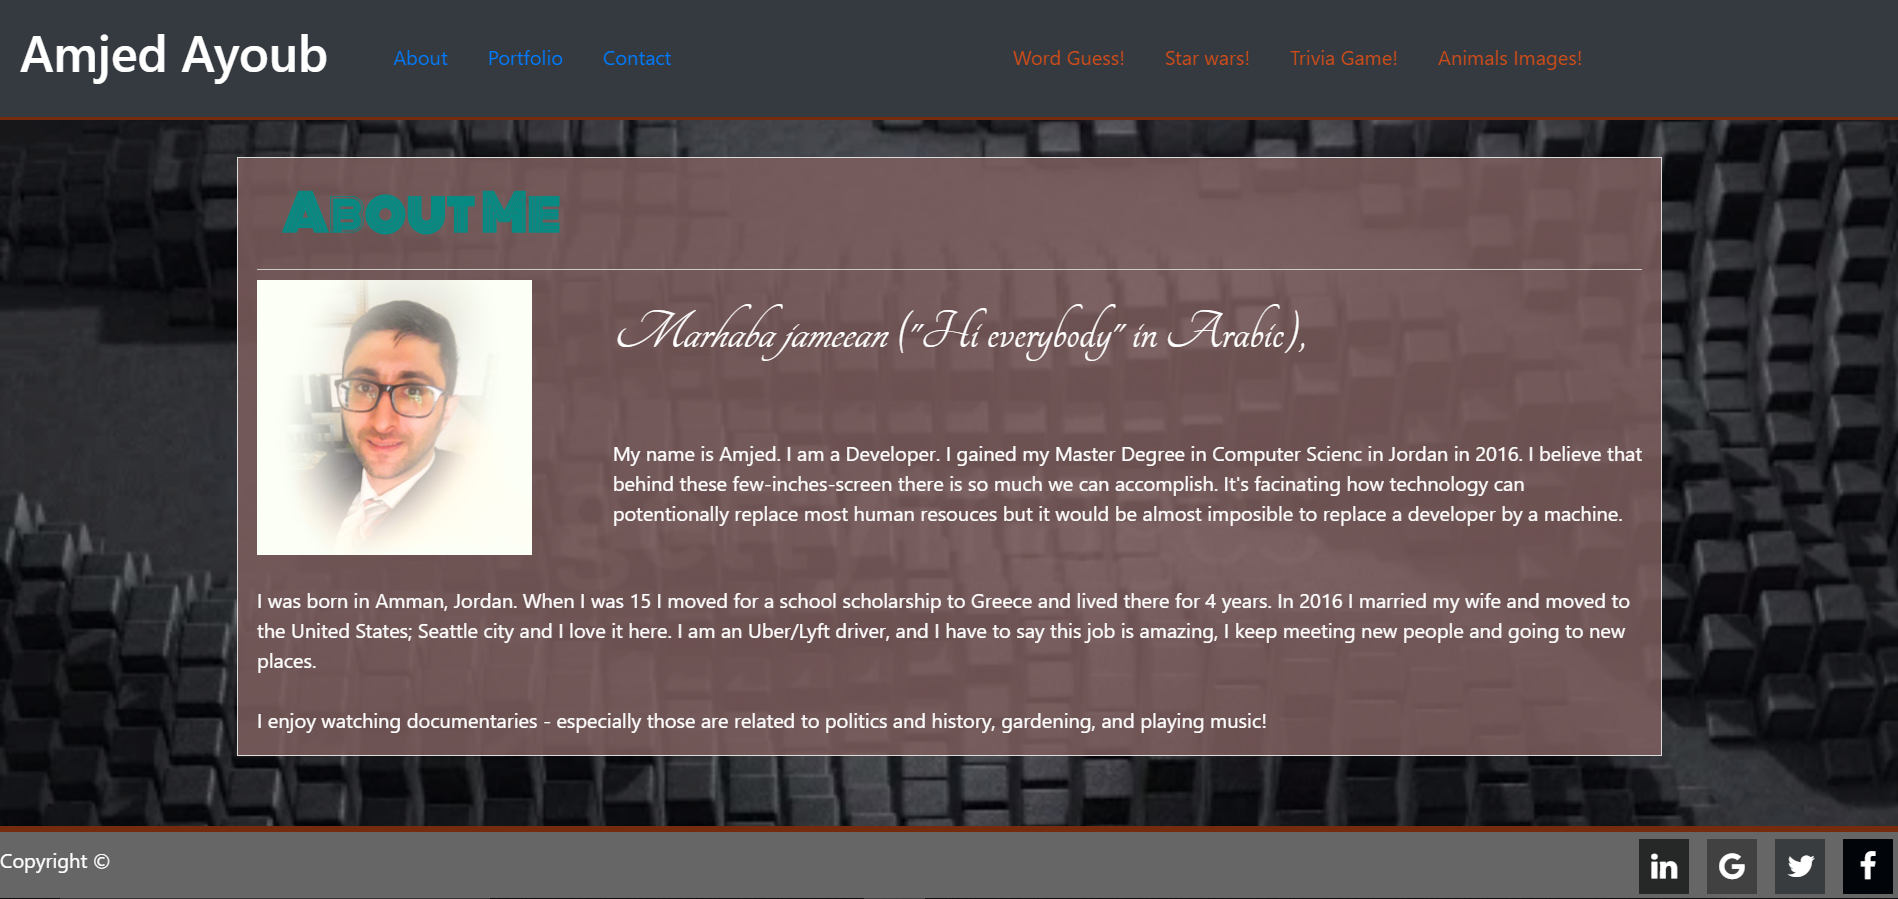 Amjed Ayoub
About Portfolio Contact
Word Guess! Star wars! Trivia Game! Animals Images!
About Me
Marhaba jameean ("Hi everybody" in Arabic),
My name is Amjed. I am a Developer. I gained my Master Degree in Computer Scienc in Jordan in 2016. I believe that
behind these few-inches-screen there is so much we can accomplish. It's facinating how technology can
potentionally replace most human resouces but it would be almost imposible to replace a developer by a machine.
I was born in Amman, Jordan. When I was 15 I moved for a school scholarship to Greece and lived there for 4 years. In 2016 I married my wife and moved to
the United States; Seattle city and I love it here. I am an Uber/Lyft driver, and I have to say this job is amazing, I keep meeting new people and going to new
places.
I enjoy watching documentaries - especially those are related to politics and history, gardening, and playing music!
Copyright ©